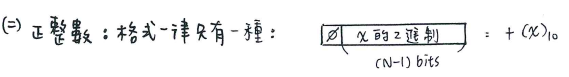 (二) 正整數：格式一律只有一種： 0 x 的 2 進制 = + (x)10
(N-1) bits